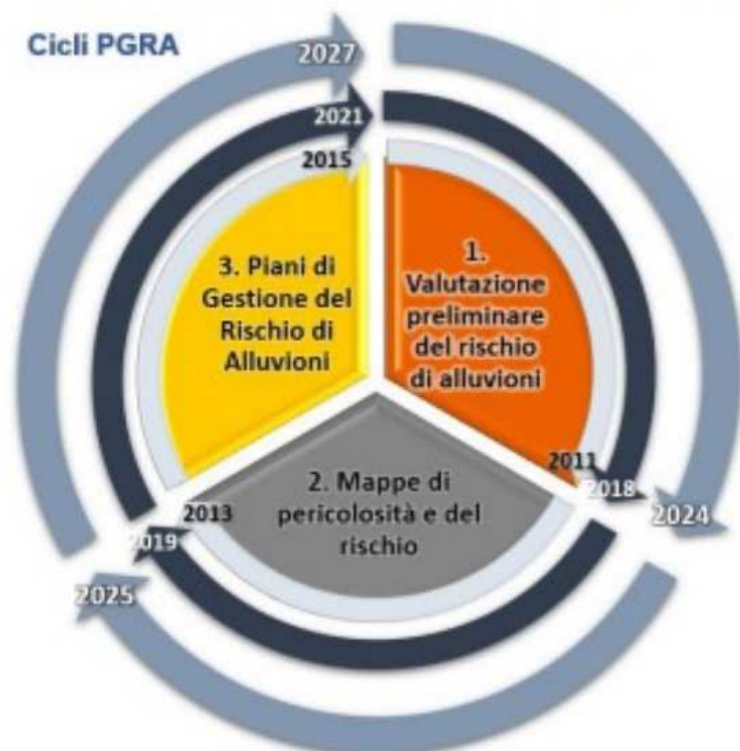 Cicli PGRA
2027
2021
2015
1.
Valutazione
preliminare
del rischio
di alluvioni
3. Piani di
Gestione del
Rischio di
Alluvioni
2011
2018
2024
2. Mappe di
pericolosità e del
rischio
2013
2019
2025